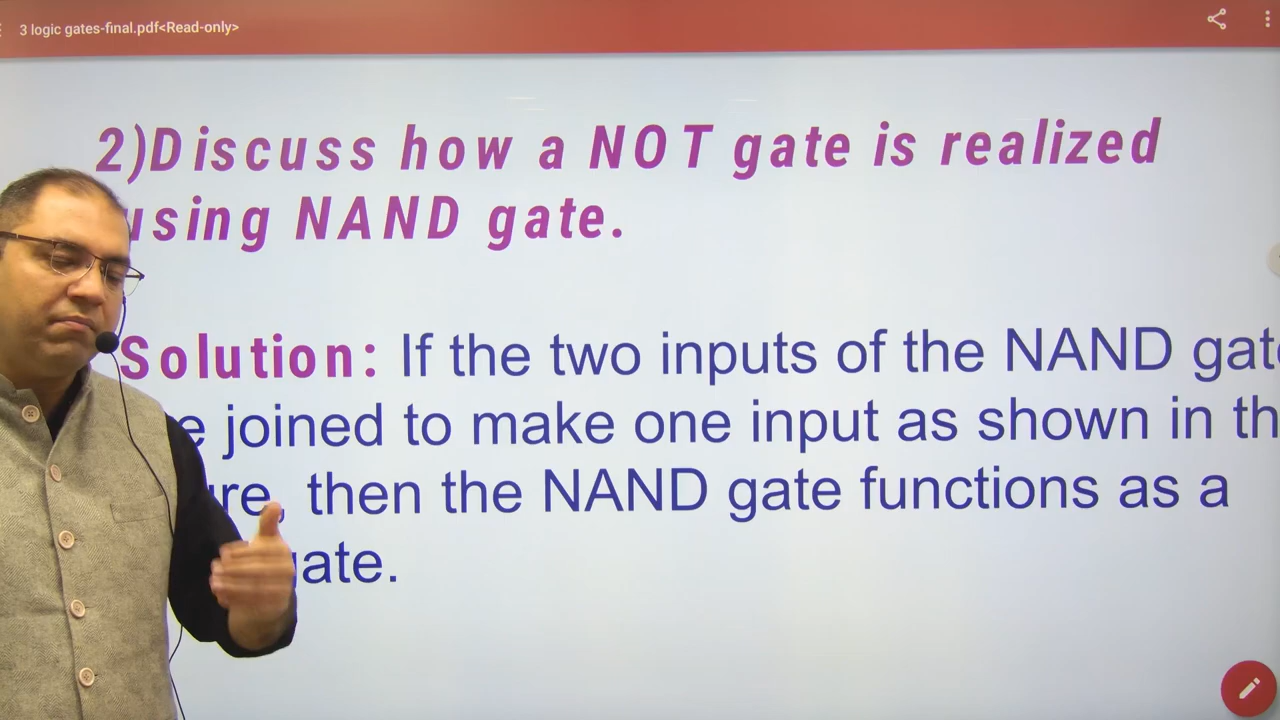 3 logic gates-final.pdf<Read-only>
2)Discuss how a NOT gate is realized
using NAND gate.
Solution: If the two inputs of the NAND
joined to make one input as shown in
then the NAND gate functions as a
gate.